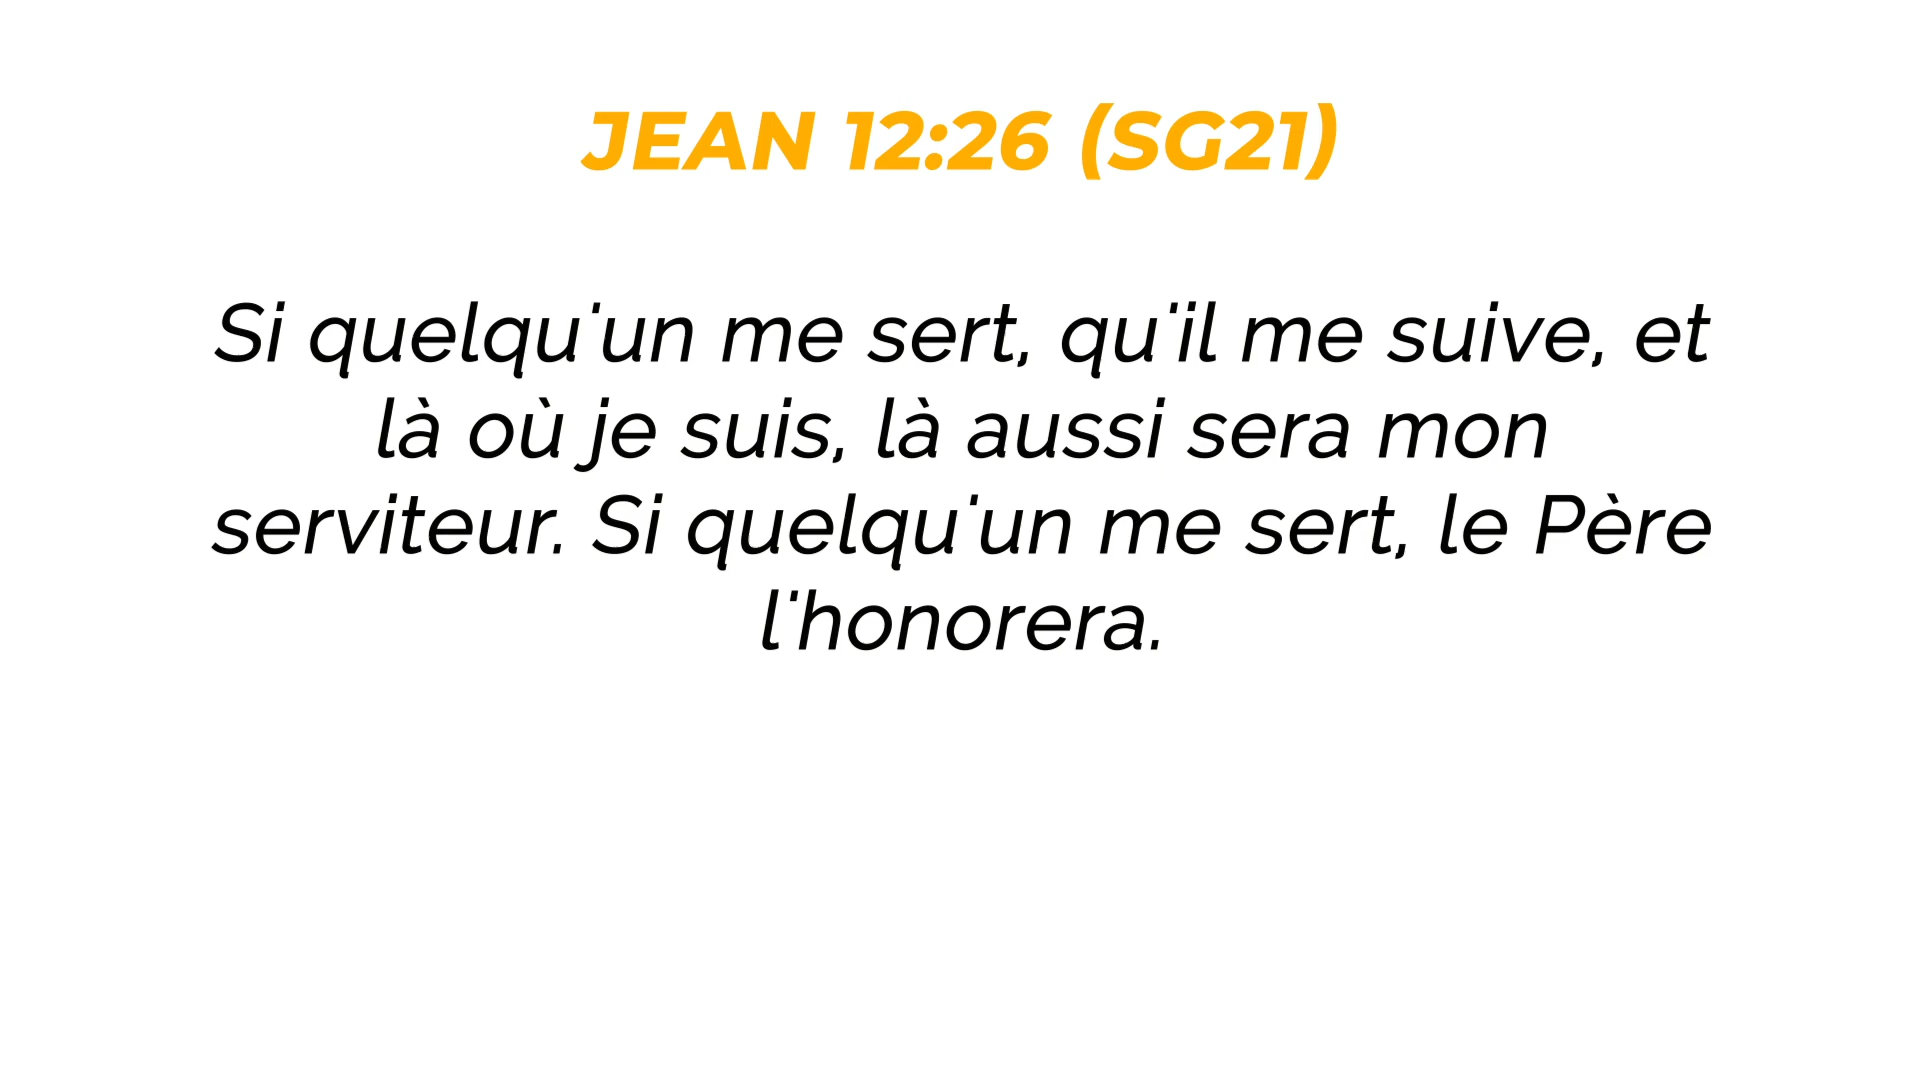 JEAN 12:26 (SG21)
Si quelqu'un me sert, qu'il me suive, et
là où je suis, là aussi sera mon
serviteur. Si quelqu'un me sert, le Père
l'honorera.